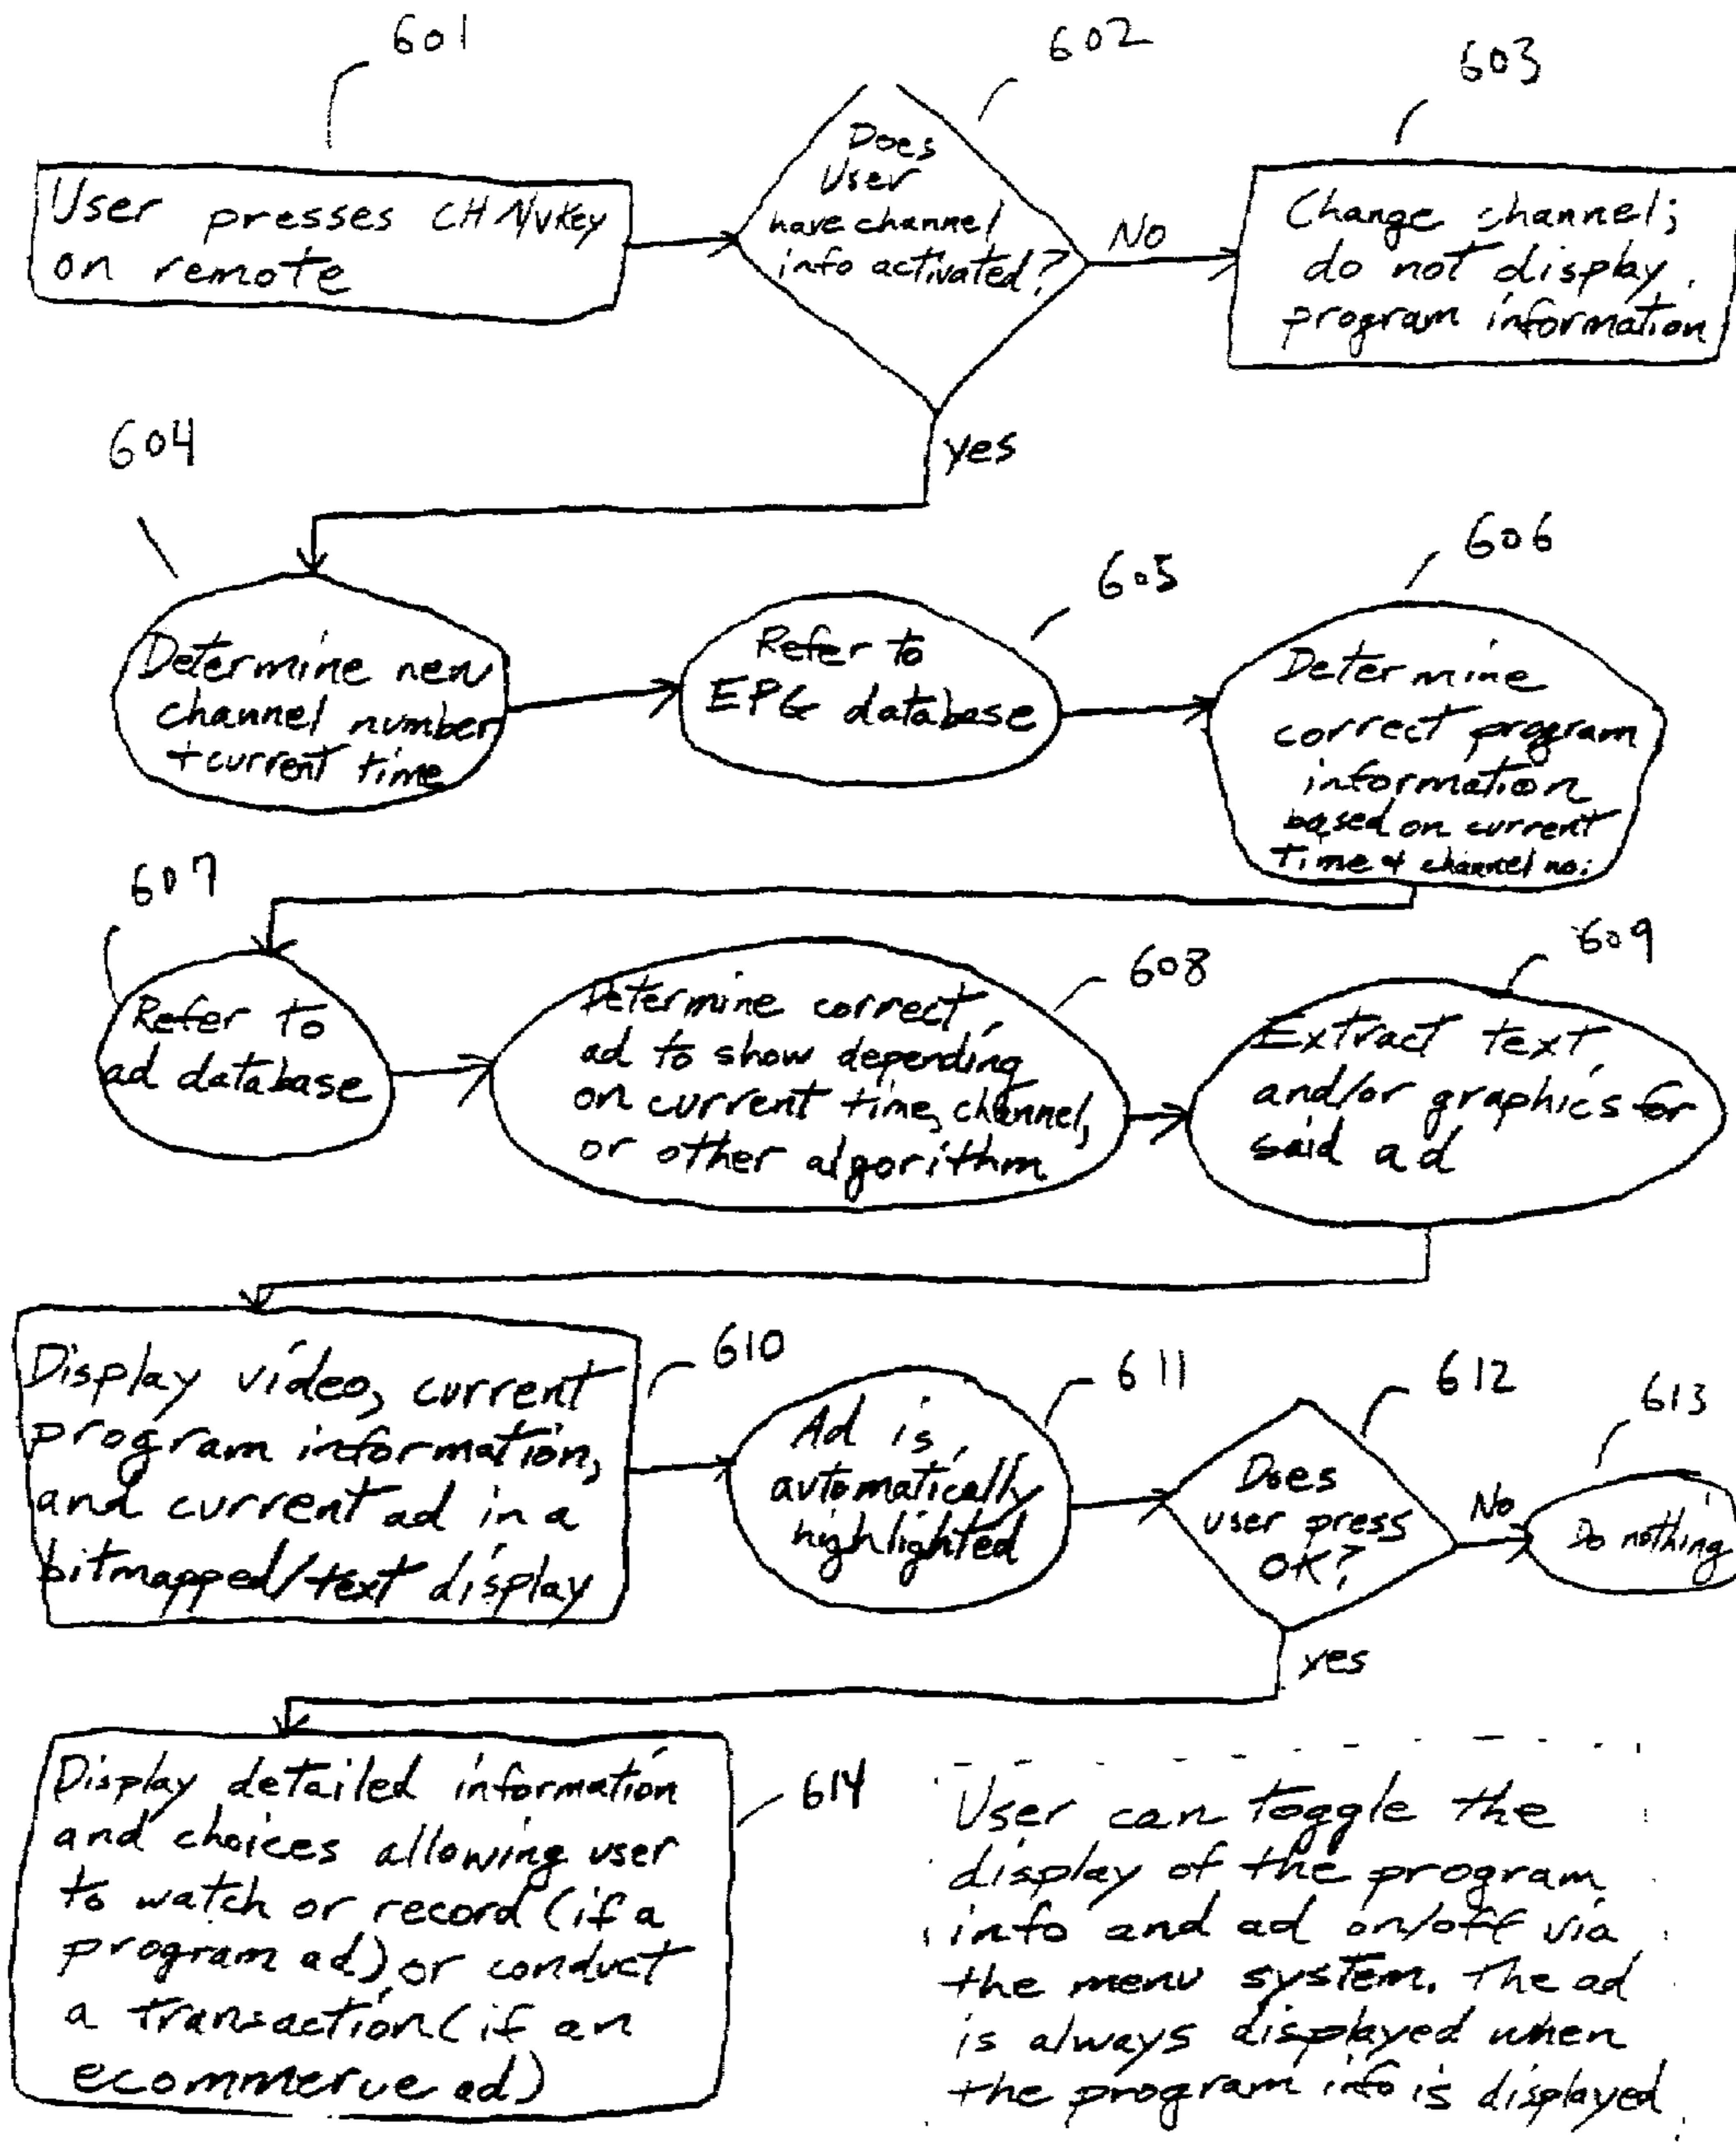 601
User presses CH ∧/∨ Key
on remote
602
Does
User
have channel
info activated?
No
603
Change channel;
do not display
program information
yes
604
Determine new
channel number
+ current time
605
Refer to
EPG database
606
Determine
correct program
information
based on current
time & channel no.
607
Refer to
ad database
608
Determine correct
ad to show depending
on current time, channel,
or other algorithm
609
Extract text
and/or graphics for
said ad
610
Display video, current
program information,
and current ad in a
bitmapped/text display
611
Ad is
automatically
highlighted
612
Does
user press
OK?
No
613
Do nothing
yes
614
Display detailed information
and choices allowing user
to watch or record (if a
program ad) or conduct
a transaction (if an
ecommerve ad)
User can toggle the
display of the program
info and ad on/off via
the menu system. The ad
is always displayed when
the program info is displayed